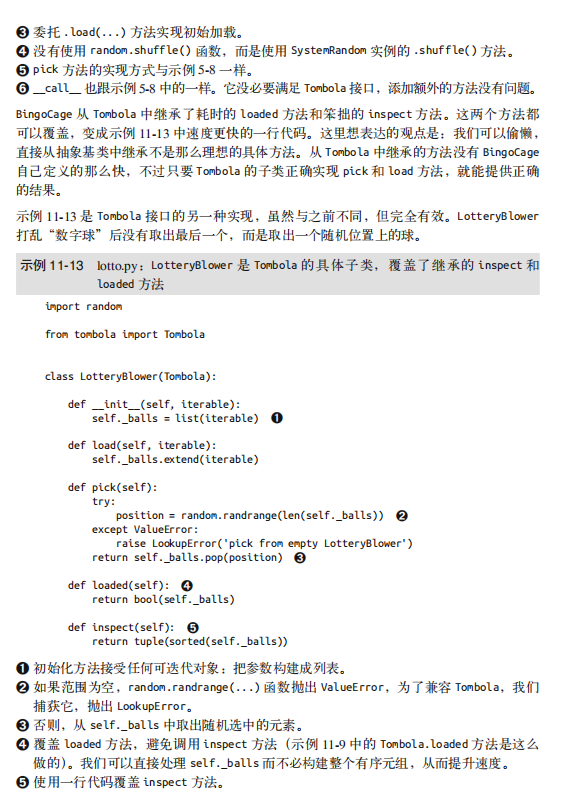 ❸ 委托 .load(...) 方法实现初始加载。
❹ 没有使用 random.shuffle() 函数，而是使用 SystemRandom 实例的 .shuffle() 方法。
❺ pick 方法的实现方式与示例 5-8 一样。
❻ __call__ 也跟示例 5-8 中的一样。它没必要满足 Tombola 接口，添加额外的方法没有问题。
BingoCage 从 Tombola 中继承了耗时的 loaded 方法和笨拙的 inspect 方法。这两个方法都
可以覆盖，变成示例 11-13 中速度更快的一行代码。这里想表达的观点是：我们可以偷懒，
直接从抽象基类中继承不是那么理想的具体方法。从 Tombola 中继承的方法没有 BingoCage
自己定义的那么快，不过只要 Tombola 的子类正确实现 pick 和 load 方法，就能提供正确
的结果。
示例 11-13 是 Tombola 接口的另一种实现，虽然与之前不同，但完全有效。LotteryBlower
打乱“数字球”后没有取出最后一个，而是取出一个随机位置上的球。
示例 11-13 lotto.py：LotteryBlower 是 Tombola 的具体子类，覆盖了继承的 inspect 和
loaded 方法
import random
from tombola import Tombola
class LotteryBlower(Tombola):
def __init__(self, iterable):
self._balls = list(iterable) ❶
def load(self, iterable):
self._balls.extend(iterable)
def pick(self):
try:
position = random.randrange(len(self._balls)) ❷
except ValueError:
raise LookupError('pick from empty LotteryBlower')
return self._balls.pop(position) ❸
def loaded(self): ❹
return bool(self._balls)
def inspect(self): ❺
return tuple(sorted(self._balls))
❶ 初始化方法接受任何可迭代对象：把参数构建成列表。
❷ 如果范围为空，random.randrange(...) 函数抛出 ValueError，为了兼容 Tombola，我们
捕获它，抛出 LookupError。
❸ 否则，从 self._balls 中取出随机选中的元素。
❹ 覆盖 loaded 方法，避免调用 inspect 方法（示例 11-9 中的 Tombola.loaded 方法是这么
做的）。我们可以直接处理 self._balls 而不必构建整个有序元组，从而提升速度。
❺ 使用一行代码覆盖 inspect 方法。